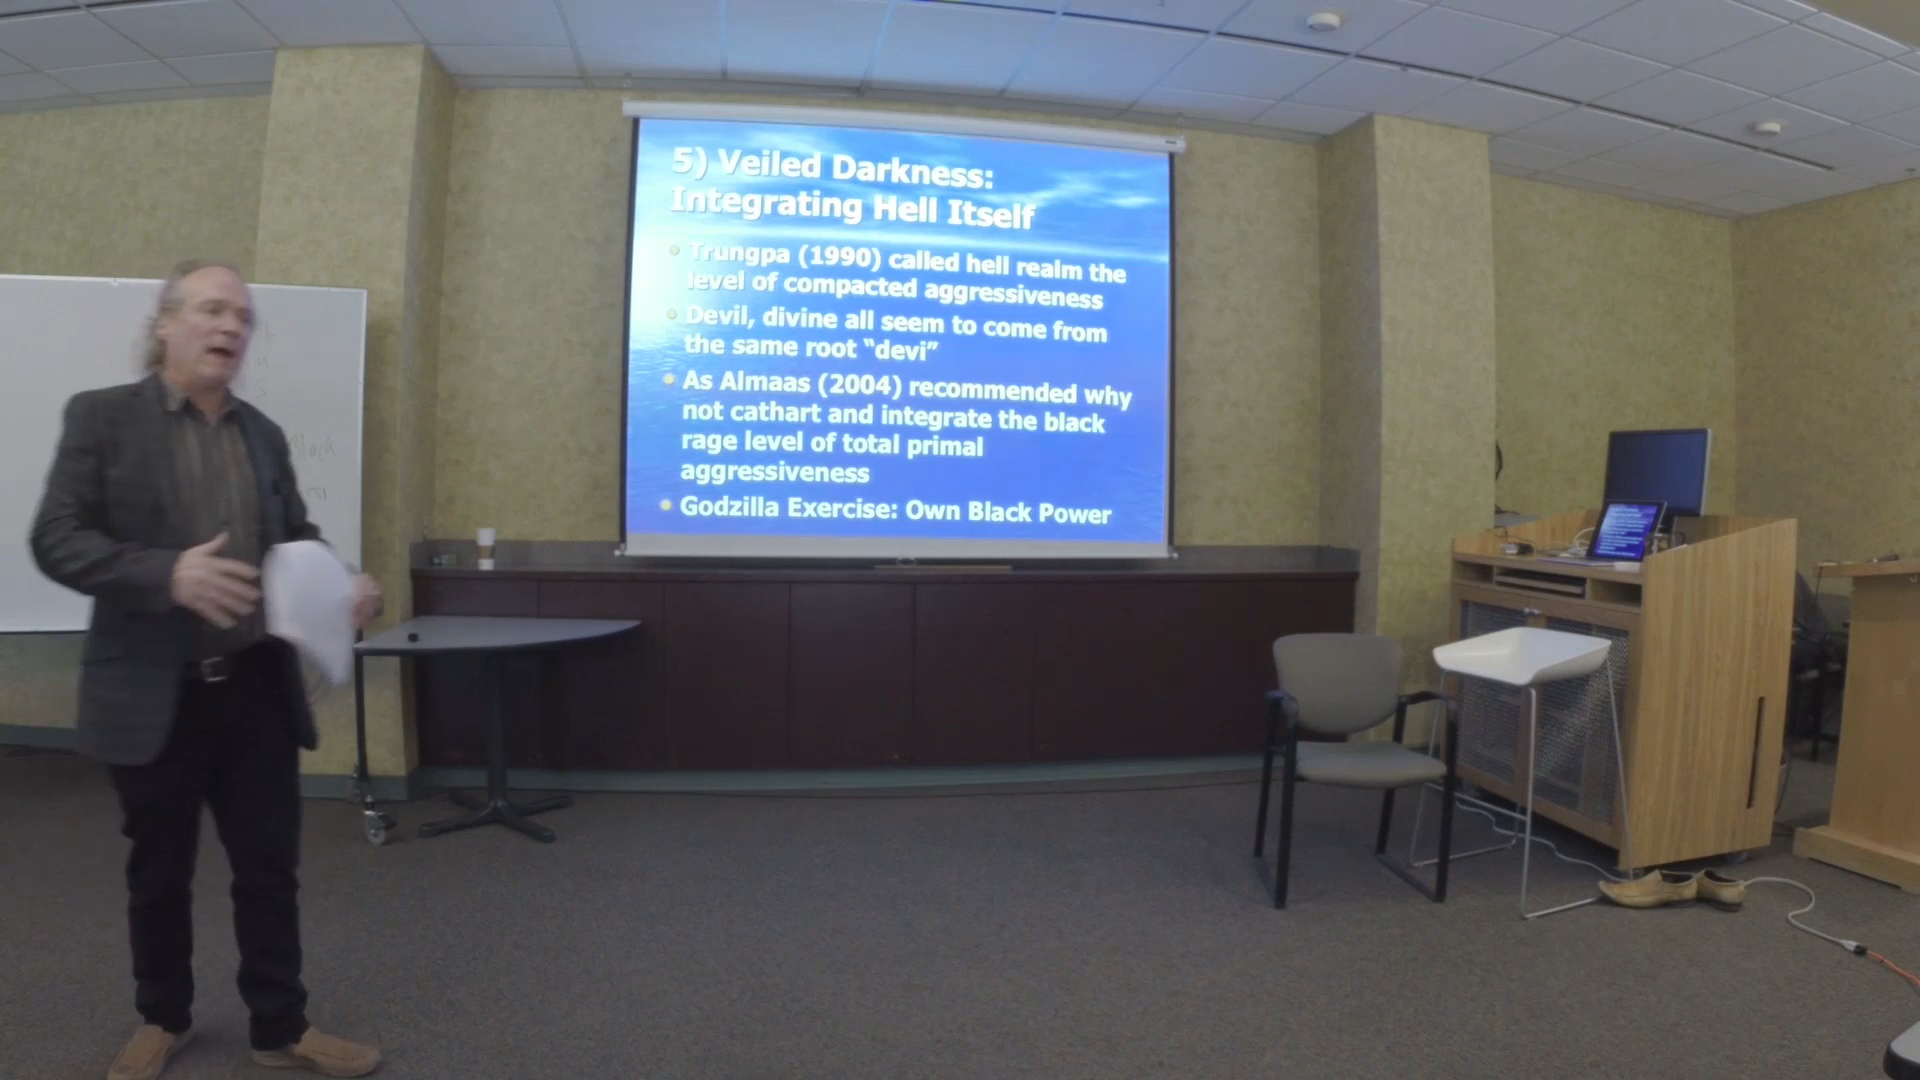 5) Veiled Darkness:
Integrating Hell Itself
Trungpa (1990) called hell realm the
level of compacted aggressiveness
Devil, divine all seem to come from
the same root “devi”
As Almaas (2004) recommended why
not cathart and integrate the black
rage level of total primal
aggressiveness
Godzilla Exercise: Own Black Power
Black